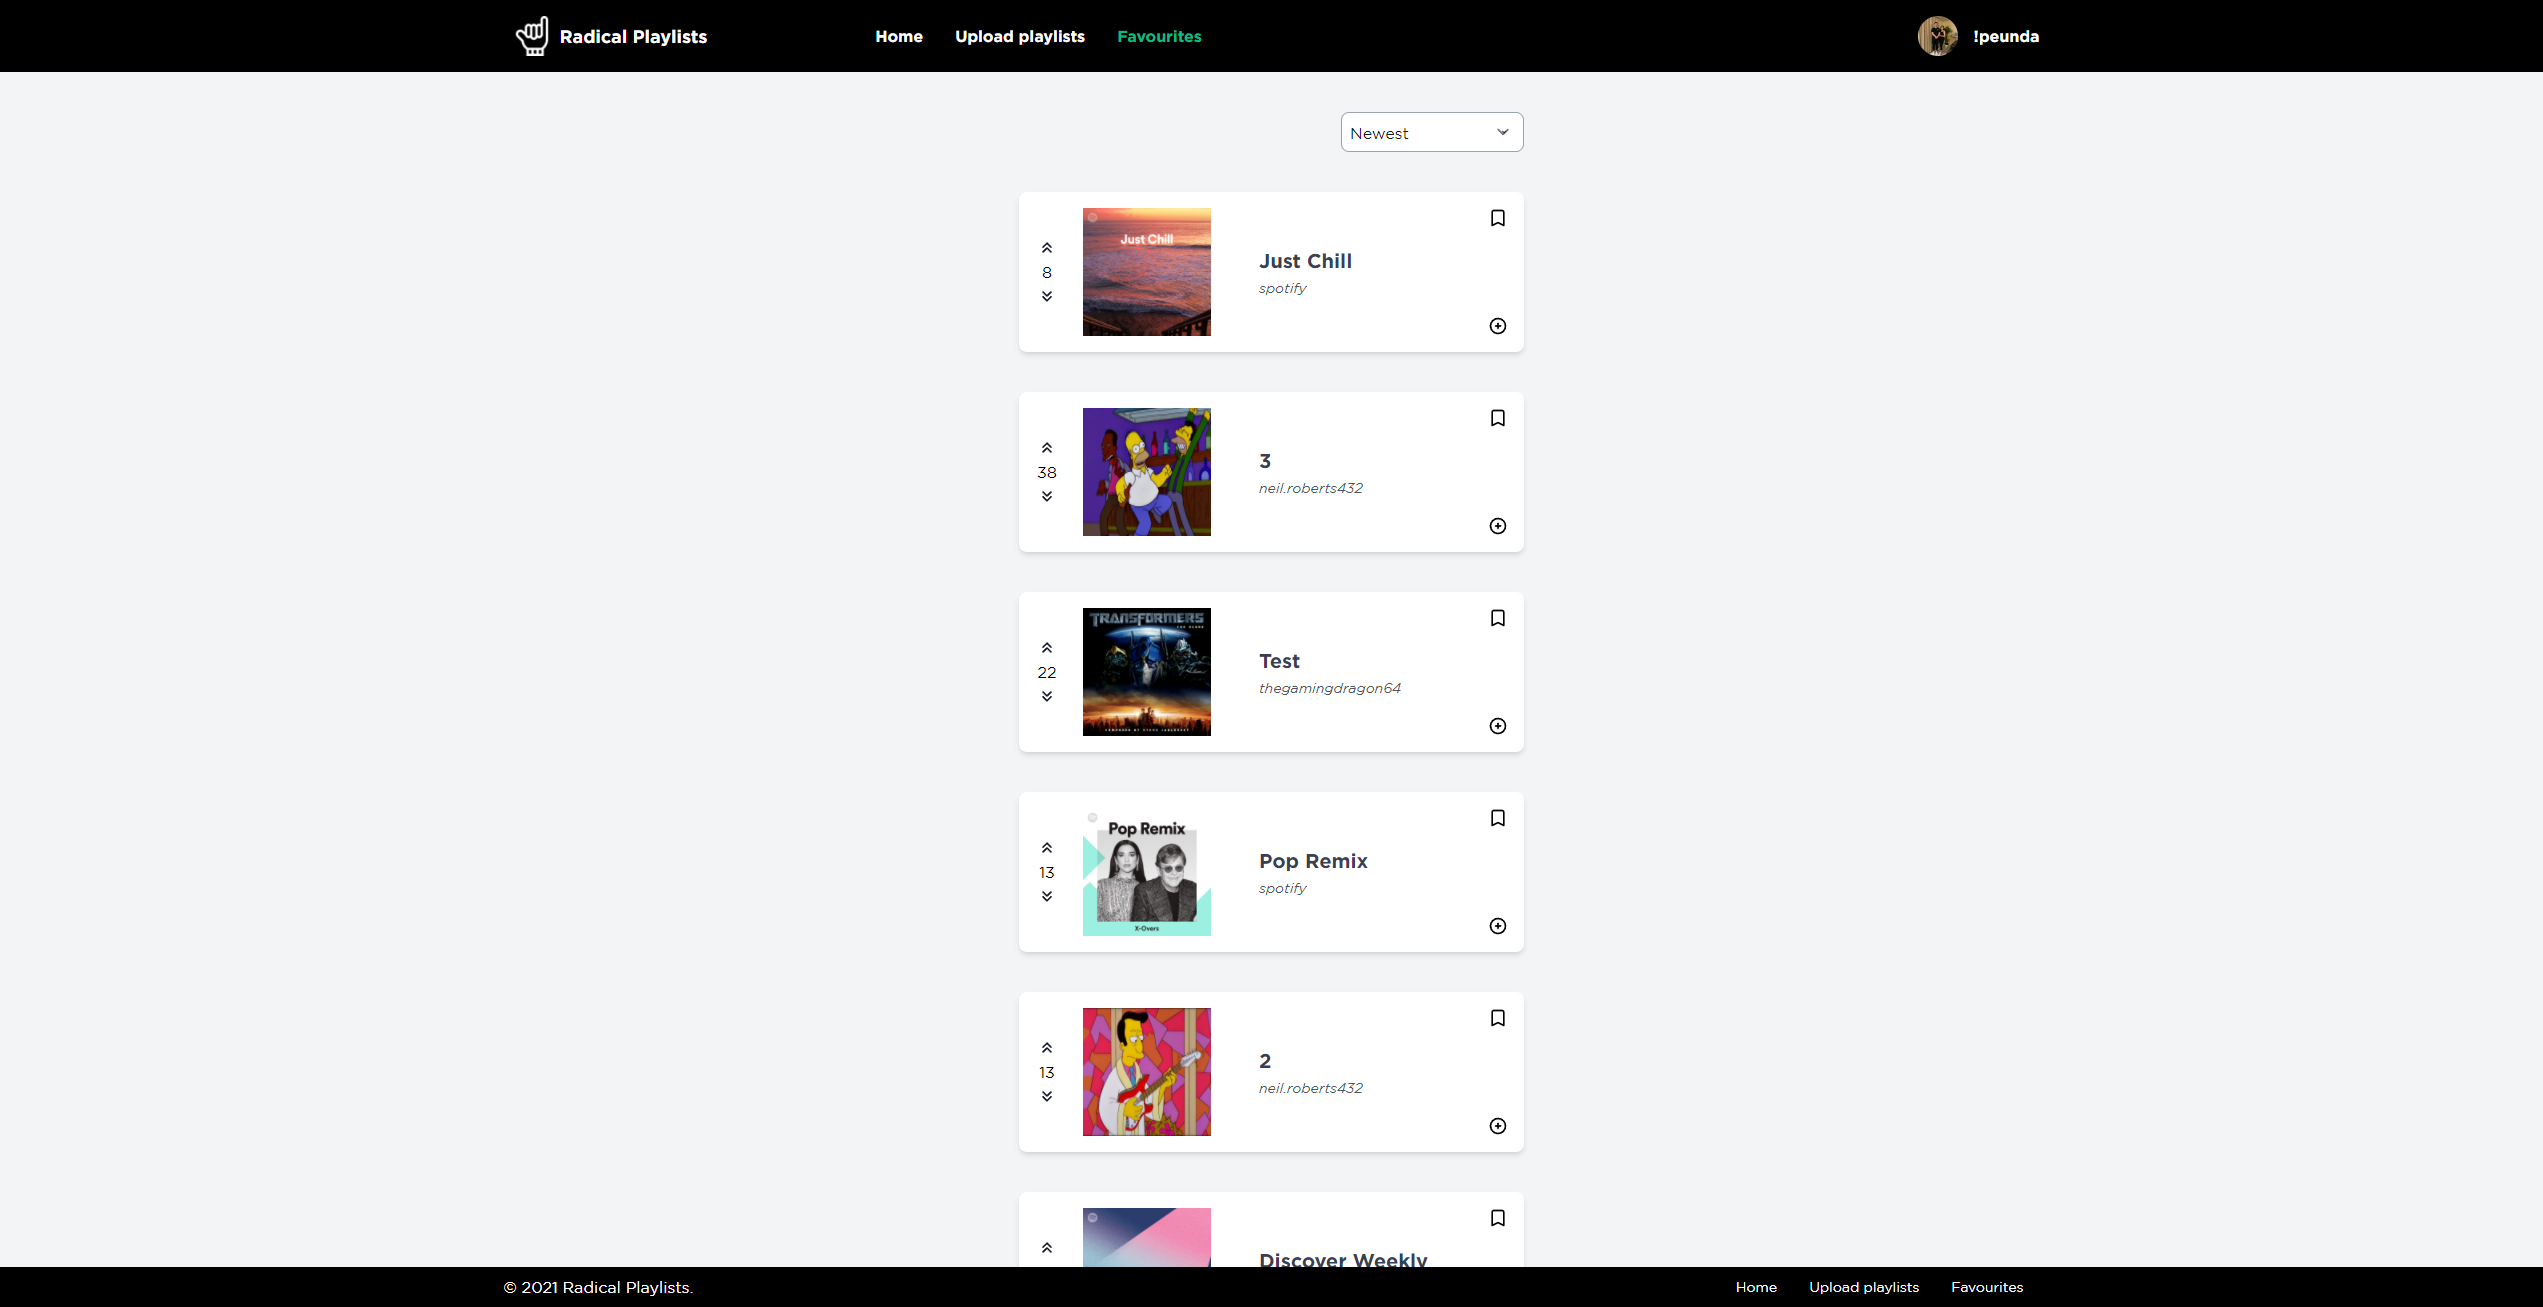 Radical Playlists
Home
Upload playlists
Favourites
!peunda
Newest
Just Chill
8
Just Chill
spotify
38
3
neil.roberts432
TRANSFORMERS
THE SCORE
22
Test
thegamingdragon64
Pop Remix
13
X-Overs
Pop Remix
spotify
13
2
neil.roberts432
Discover Weekly
© 2021 Radical Playlists.
Home
Upload playlists
Favourites